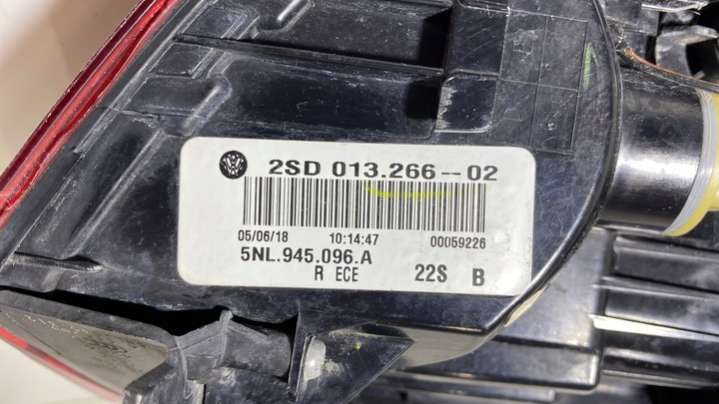 2SD 013.266-02
05/06/18 10:14:47 00059226
5NL.945.096.A
R ECE 22S B